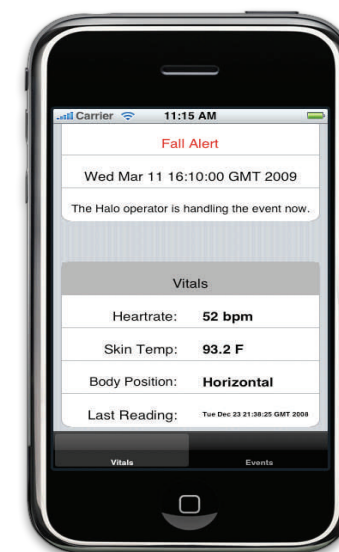 Carrier 11:15 AM
Fall Alert
Wed Mar 11 16:10:00 GMT 2009
The Halo operator is handling the event now.
Vitals
Heartrate: 52 bpm
Skin Temp: 93.2 F
Body Position: Horizontal
Last Reading: Tue Dec 23 21:38:25 GMT 2008
Vitals Events